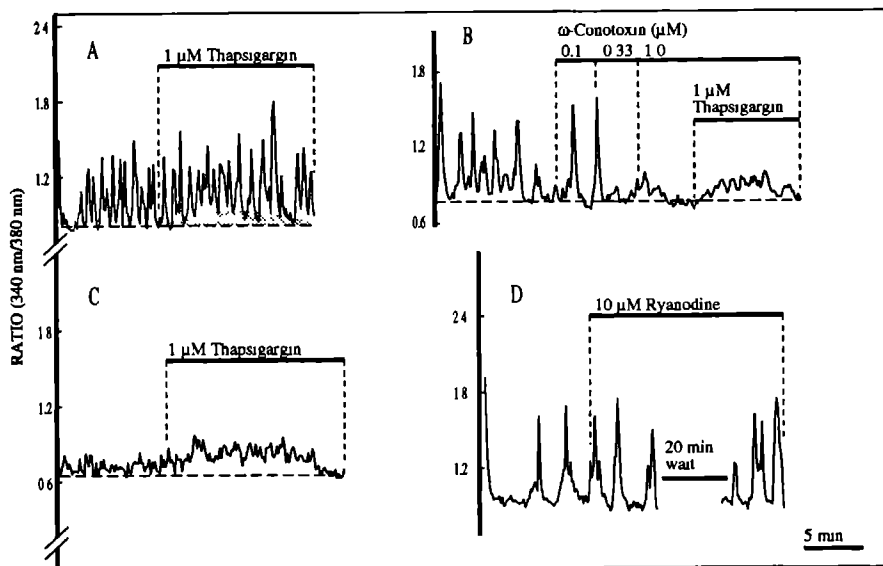 2.4
A
1 µM Thapsigargin
1.8
1.2
B
ω-Conotoxin (µM)
0.1 0 33 1 0
1 µM
Thapsigargin
1.8
1.2
0.6
RATIO (340 nm/380 nm)
C
1 µM Thapsigargin
1 8
1.2
0 6
D
10 µM Ryanodine
2 4
1.8
1.2
20 min
wait
5 min